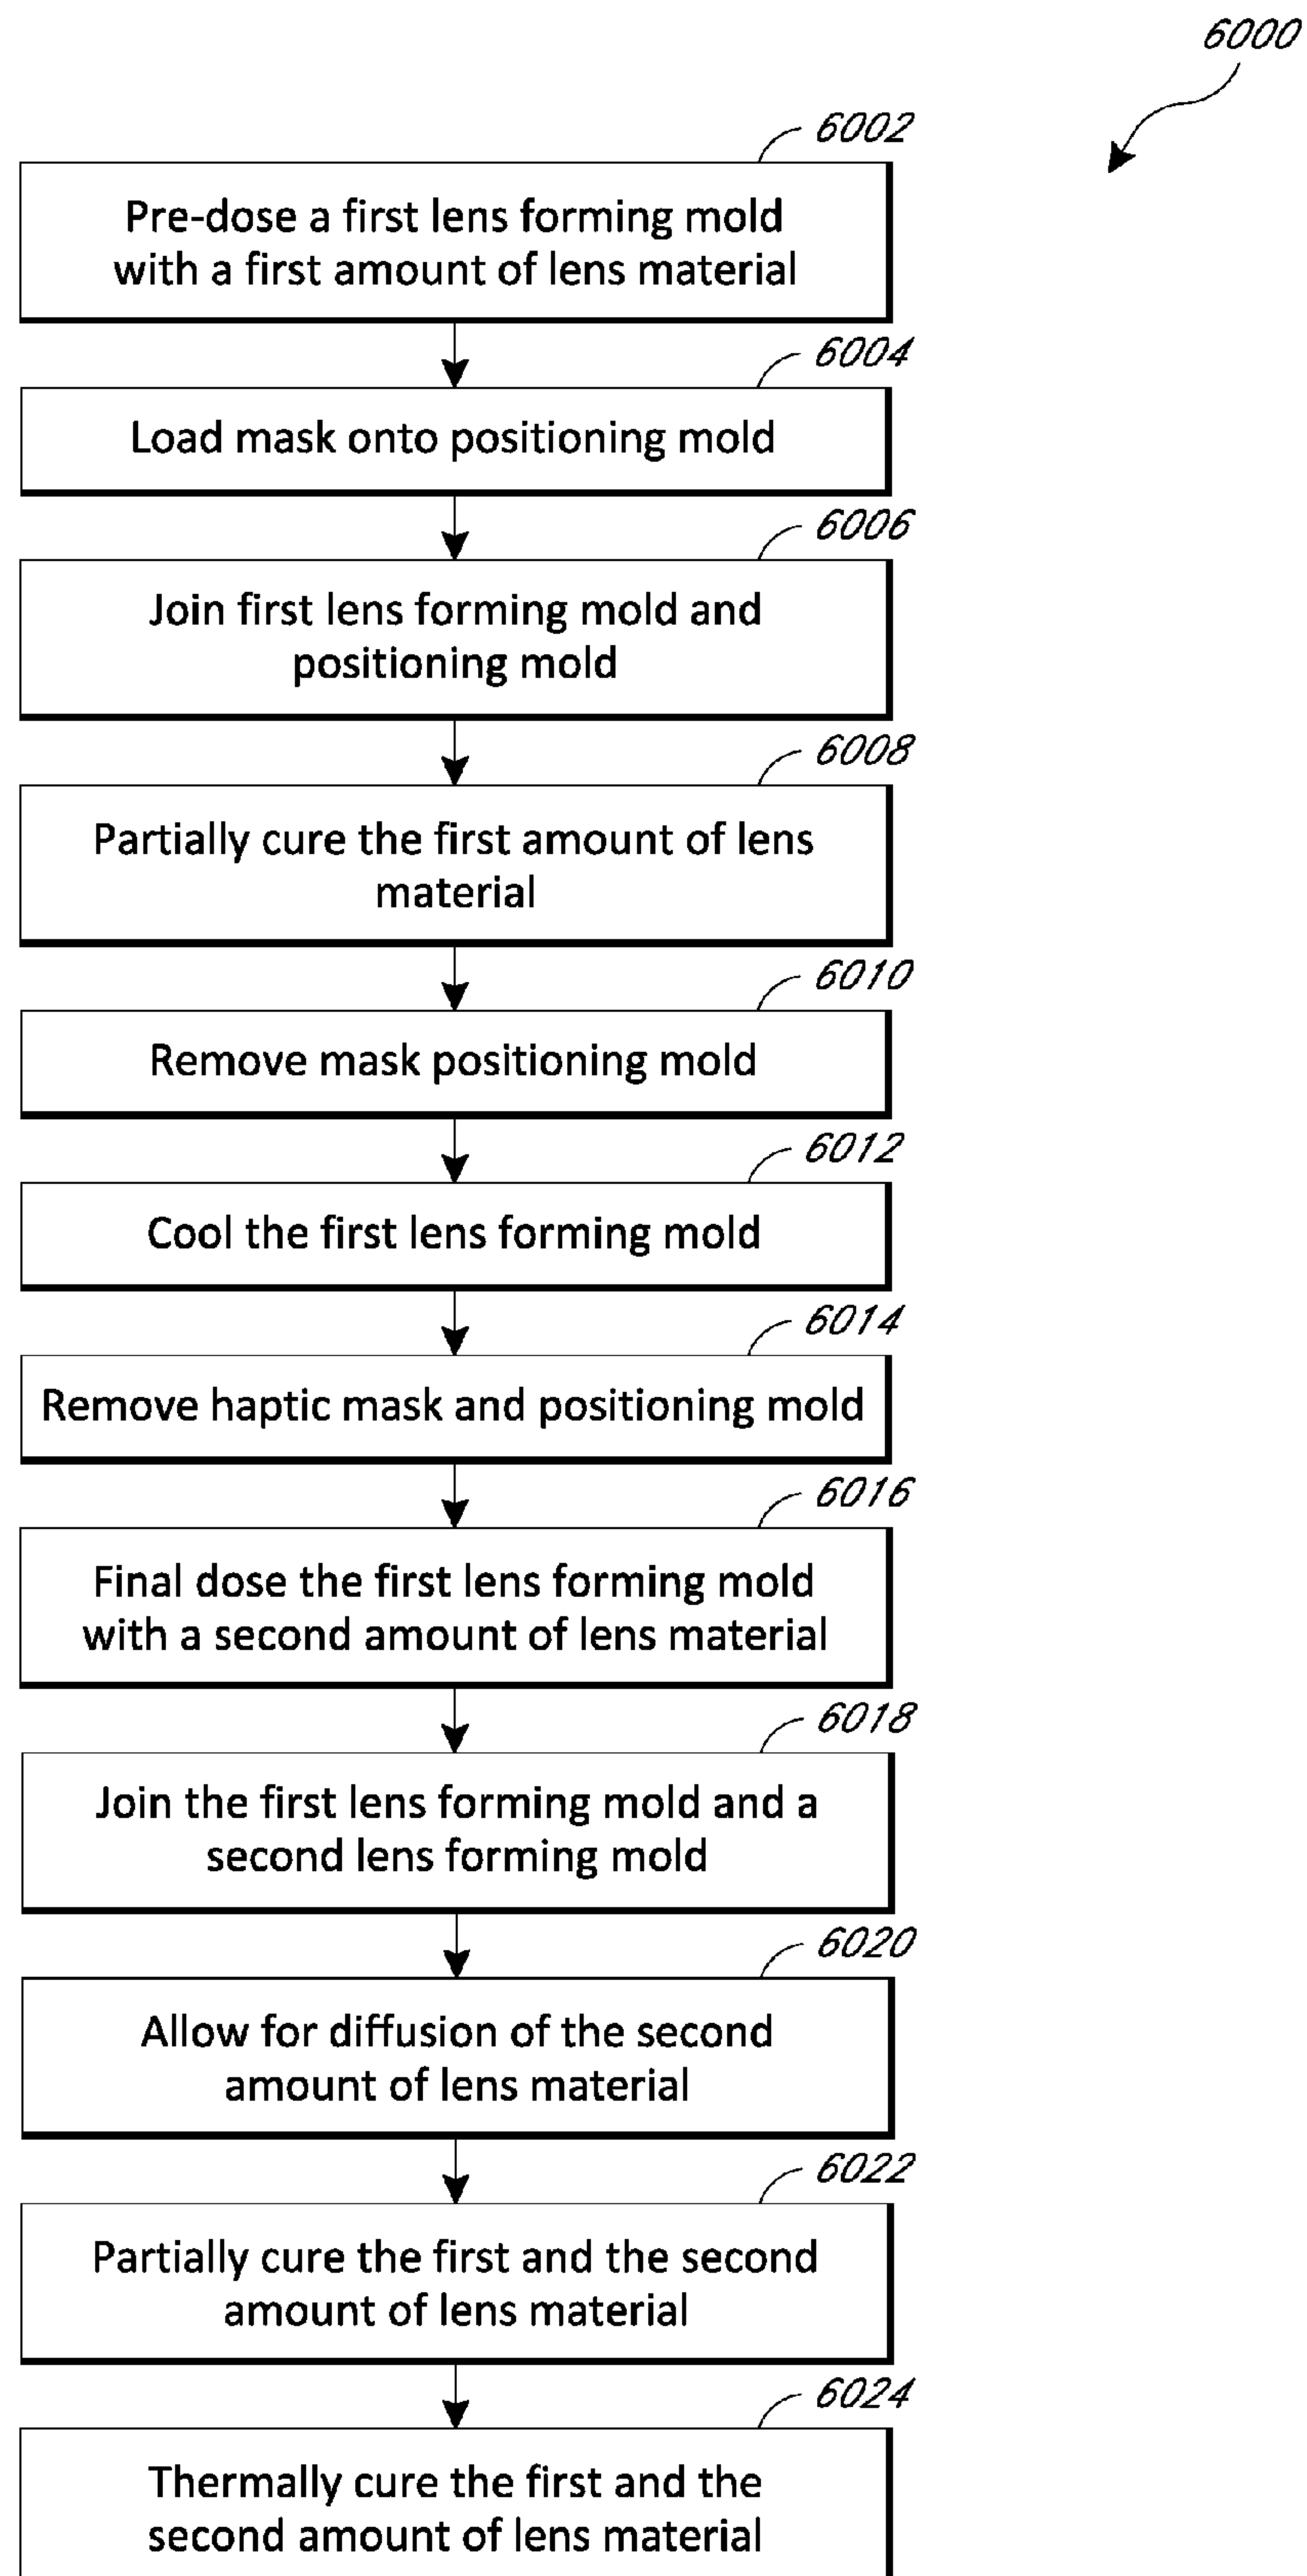 6000
6002
Pre-dose a first lens forming mold
with a first amount of lens material
6004
Load mask onto positioning mold
6006
Join first lens forming mold and
positioning mold
6008
Partially cure the first amount of lens
material
6010
Remove mask positioning mold
6012
Cool the first lens forming mold
6014
Remove haptic mask and positioning mold
6016
Final dose the first lens forming mold
with a second amount of lens material
6018
Join the first lens forming mold and a
second lens forming mold
6020
Allow for diffusion of the second
amount of lens material
6022
Partially cure the first and the second
amount of lens material
6024
Thermally cure the first and the
second amount of lens material